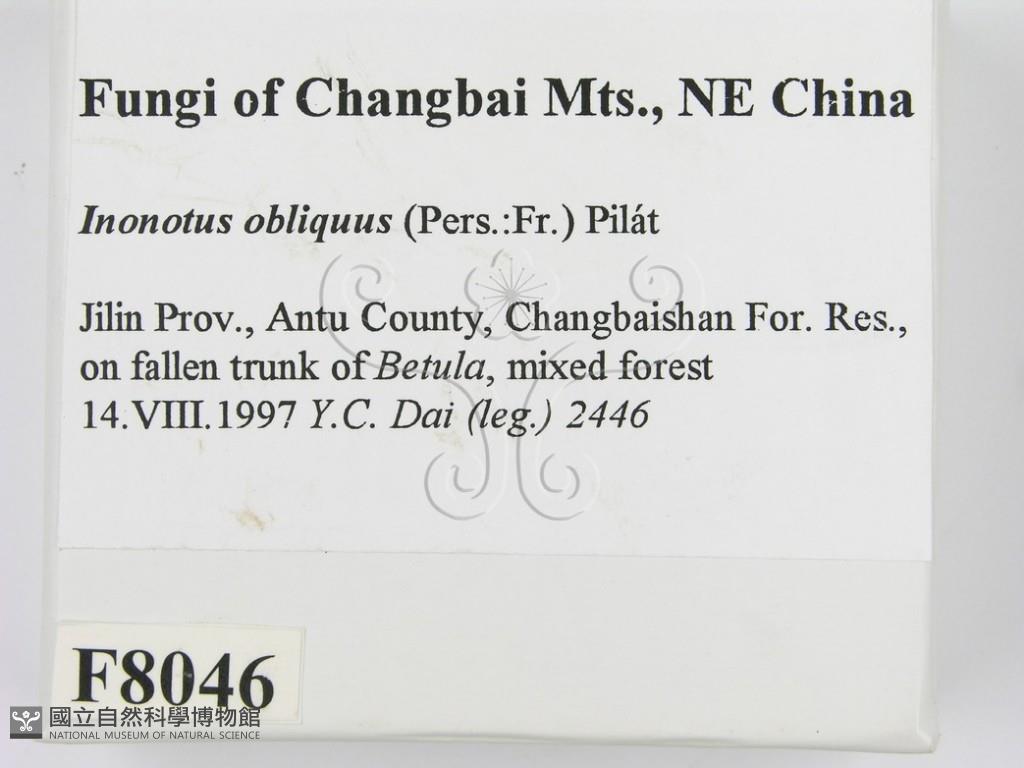 Fungi of Changbai Mts., NE China
Inonotus obliquus (Pers.:Fr.) Pilát
Jilin Prov., Antu County, Changbaishan For. Res.,
on fallen trunk of Betula, mixed forest
14.VIII.1997 Y.C. Dai (leg.) 2446
F8046
國立自然科學博物館
NATIONAL MUSEUM OF NATURAL SCIENCE